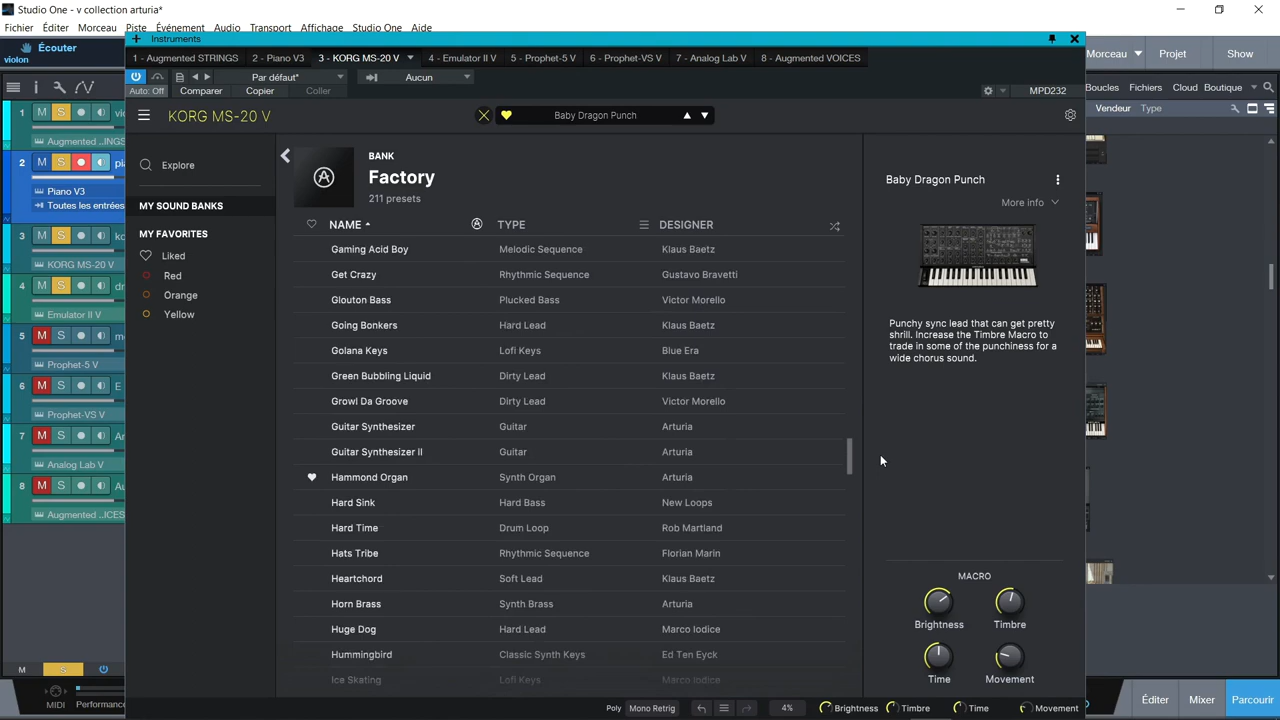 Studio One - v collection arturia*
Fichier Éditer Morceau Piste Événement Audio Transport Affichage Studio One Aide
Écouter
violon
Instruments
Morceau Projet Show
1 - Augmented STRINGS 2 - Piano V3 3 - KORG MS-20 V 4 - Emulator II V 5 - Prophet-5 V 6 - Prophet-VS V 7 - Analog Lab V 8 - Augmented VOICES
Par défaut* Aucun
Auto: Off Comparer Copier Coller MPD232
Boucles Fichiers Cloud Boutique
Vendeur Type
KORG MS-20 V
Baby Dragon Punch
1 M S
Augmented ...INGS
2 M S
Piano V3
Toutes les entrées
3 M S
KORG MS-20 V
4 M S
Emulator II V
5 M S
Prophet-5 V
6 M S E
Prophet-VS V
7 M S
Analog Lab V
8 M S
Augmented ..ICES
M S
MIDI Performance
Explore
MY SOUND BANKS
MY FAVORITES
Liked
Red
Orange
Yellow
BANK
Factory
211 presets
NAME TYPE DESIGNER
Gaming Acid Boy Melodic Sequence Klaus Baetz
Get Crazy Rhythmic Sequence Gustavo Bravetti
Glouton Bass Plucked Bass Victor Morello
Going Bonkers Hard Lead Klaus Baetz
Golana Keys Lofi Keys Blue Era
Green Bubbling Liquid Dirty Lead Klaus Baetz
Growl Da Groove Dirty Lead Victor Morello
Guitar Synthesizer Guitar Arturia
Guitar Synthesizer II Guitar Arturia
Hammond Organ Synth Organ Arturia
Hard Sink Hard Bass New Loops
Hard Time Drum Loop Rob Martland
Hats Tribe Rhythmic Sequence Florian Marin
Heartchord Soft Lead Klaus Baetz
Horn Brass Synth Brass Arturia
Huge Dog Hard Lead Marco Iodice
Hummingbird Classic Synth Keys Ed Ten Eyck
Ice Skating Lofi Keys Marco Iodice
Baby Dragon Punch
More info
Punchy sync lead that can get pretty
shrill. Increase the Timbre Macro to
trade in some of the punchiness for a
wide chorus sound.
MACRO
Brightness Timbre
Time Movement
Poly Mono Retrig 4% Brightness Timbre Time Movement
Éditer Mixer Parcourir